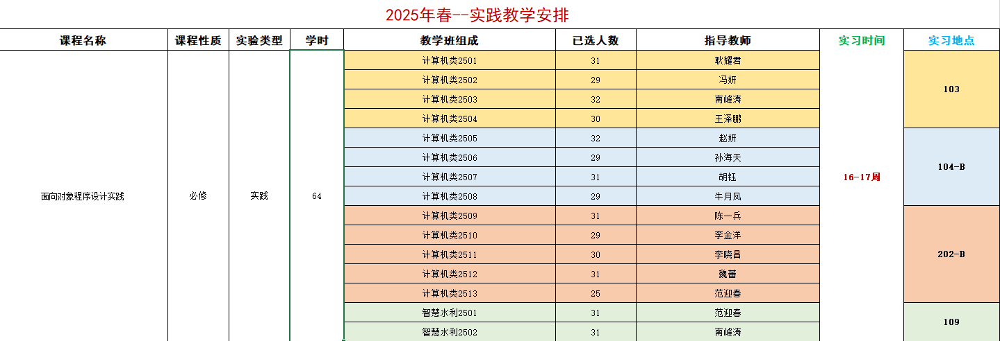 2025年春--实践教学安排
课程名称 课程性质 实验类型 学时 教学班组成 已选人数 指导教师 实习时间 实习地点
计算机类2501 31 耿耀君
计算机类2502 29 冯妍
103
计算机类2503 32 南峰涛
计算机类2504 30 王泽鹏
计算机类2505 32 赵妍
计算机类2506 29 孙海天
104-B
计算机类2507 31 胡钰 16-17周
面向对象程序设计实践 必修 实践 64 计算机类2508 29 牛月凤
计算机类2509 31 陈一兵
计算机类2510 29 李金洋
计算机类2511 30 李晓昌 202-B
计算机类2512 31 魏蕾
计算机类2513 25 范迎春
智慧水利2501 31 范迎春
109
智慧水利2502 31 南峰涛